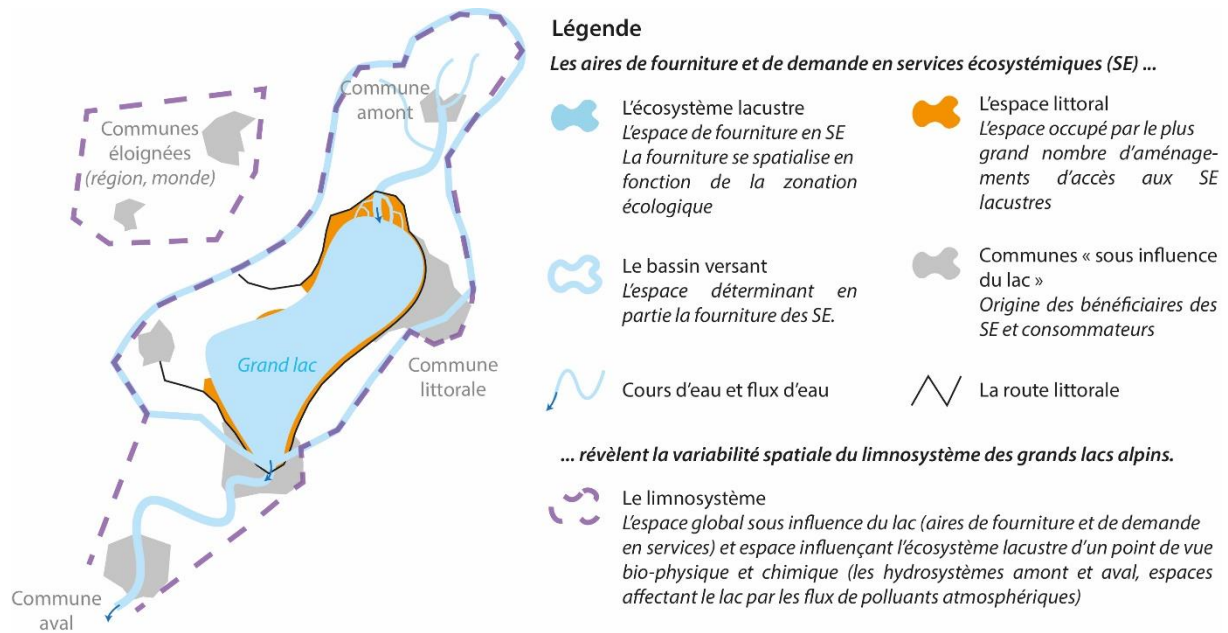 Commune
amont
Communes
éloignées
(région, monde)
Grand lac
Commune
littorale
Commune
aval
Légende
Les aires de fourniture et de demande en services écosystémiques (SE) ...
L'écosystème lacustre
L'espace de fourniture en SE
La fourniture se spatialise en
fonction de la zonation
écologique
L'espace littoral
L'espace occupé par le plus
grand nombre d'aménage-
ments d'accès aux SE
lacustres
Le bassin versant
L'espace déterminant en
partie la fourniture des SE.
Communes « sous influence
du lac »
Origine des bénéficiaires des
SE et consommateurs
Cours d'eau et flux d'eau
La route littorale
... révèlent la variabilité spatiale du limnosystème des grands lacs alpins.
Le limnosystème
L'espace global sous influence du lac (aires de fourniture et de demande
en services) et espace influençant l'écosystème lacustre d'un point de vue
bio-physique et chimique (les hydrosystèmes amont et aval, espaces
affectant le lac par les flux de polluants atmosphériques)